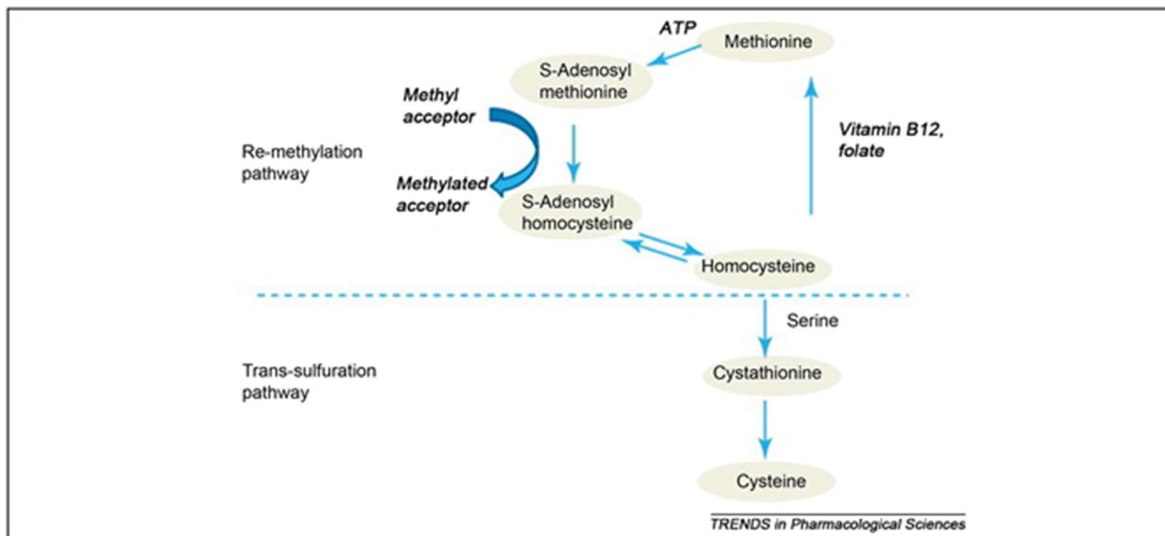 ATP
Methionine
S-Adenosyl
methionine
Methyl
acceptor
Vitamin B12,
folate
Re-methylation
pathway
Methylated
acceptor
S-Adenosyl
homocysteine
Homocysteine
Serine
Trans-sulfuration
pathway
Cystathionine
Cysteine
TRENDS in Pharmacological Sciences